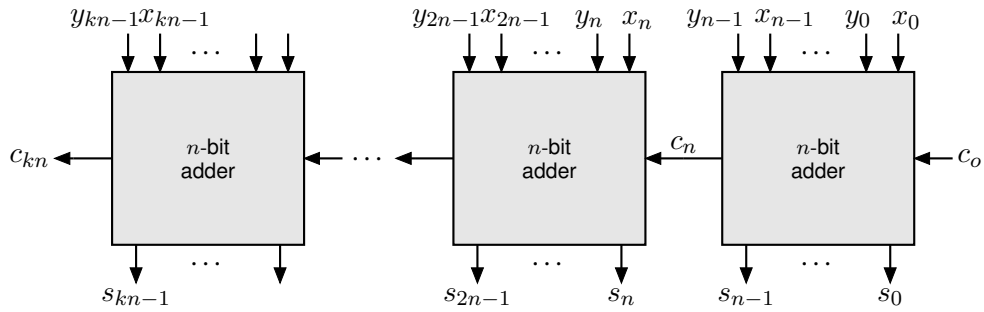 y_{kn−1} x_{kn−1} ... y_{2n−1} x_{2n−1} ... y_n x_n y_{n−1} x_{n−1} ... y_0 x_0
n-bit adder
n-bit adder
n-bit adder
c_{kn} ... c_n c_o
s_{kn−1} ... s_{2n−1} ... s_n s_{n−1} ... s_0